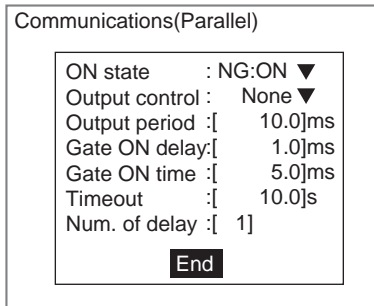 Communications(Parallel)
ON state : NG:ON ▼
Output control : None ▼
Output period :[ 10.0]ms
Gate ON delay:[ 1.0]ms
Gate ON time :[ 5.0]ms
Timeout :[ 10.0]s
Num. of delay :[ 1]
End